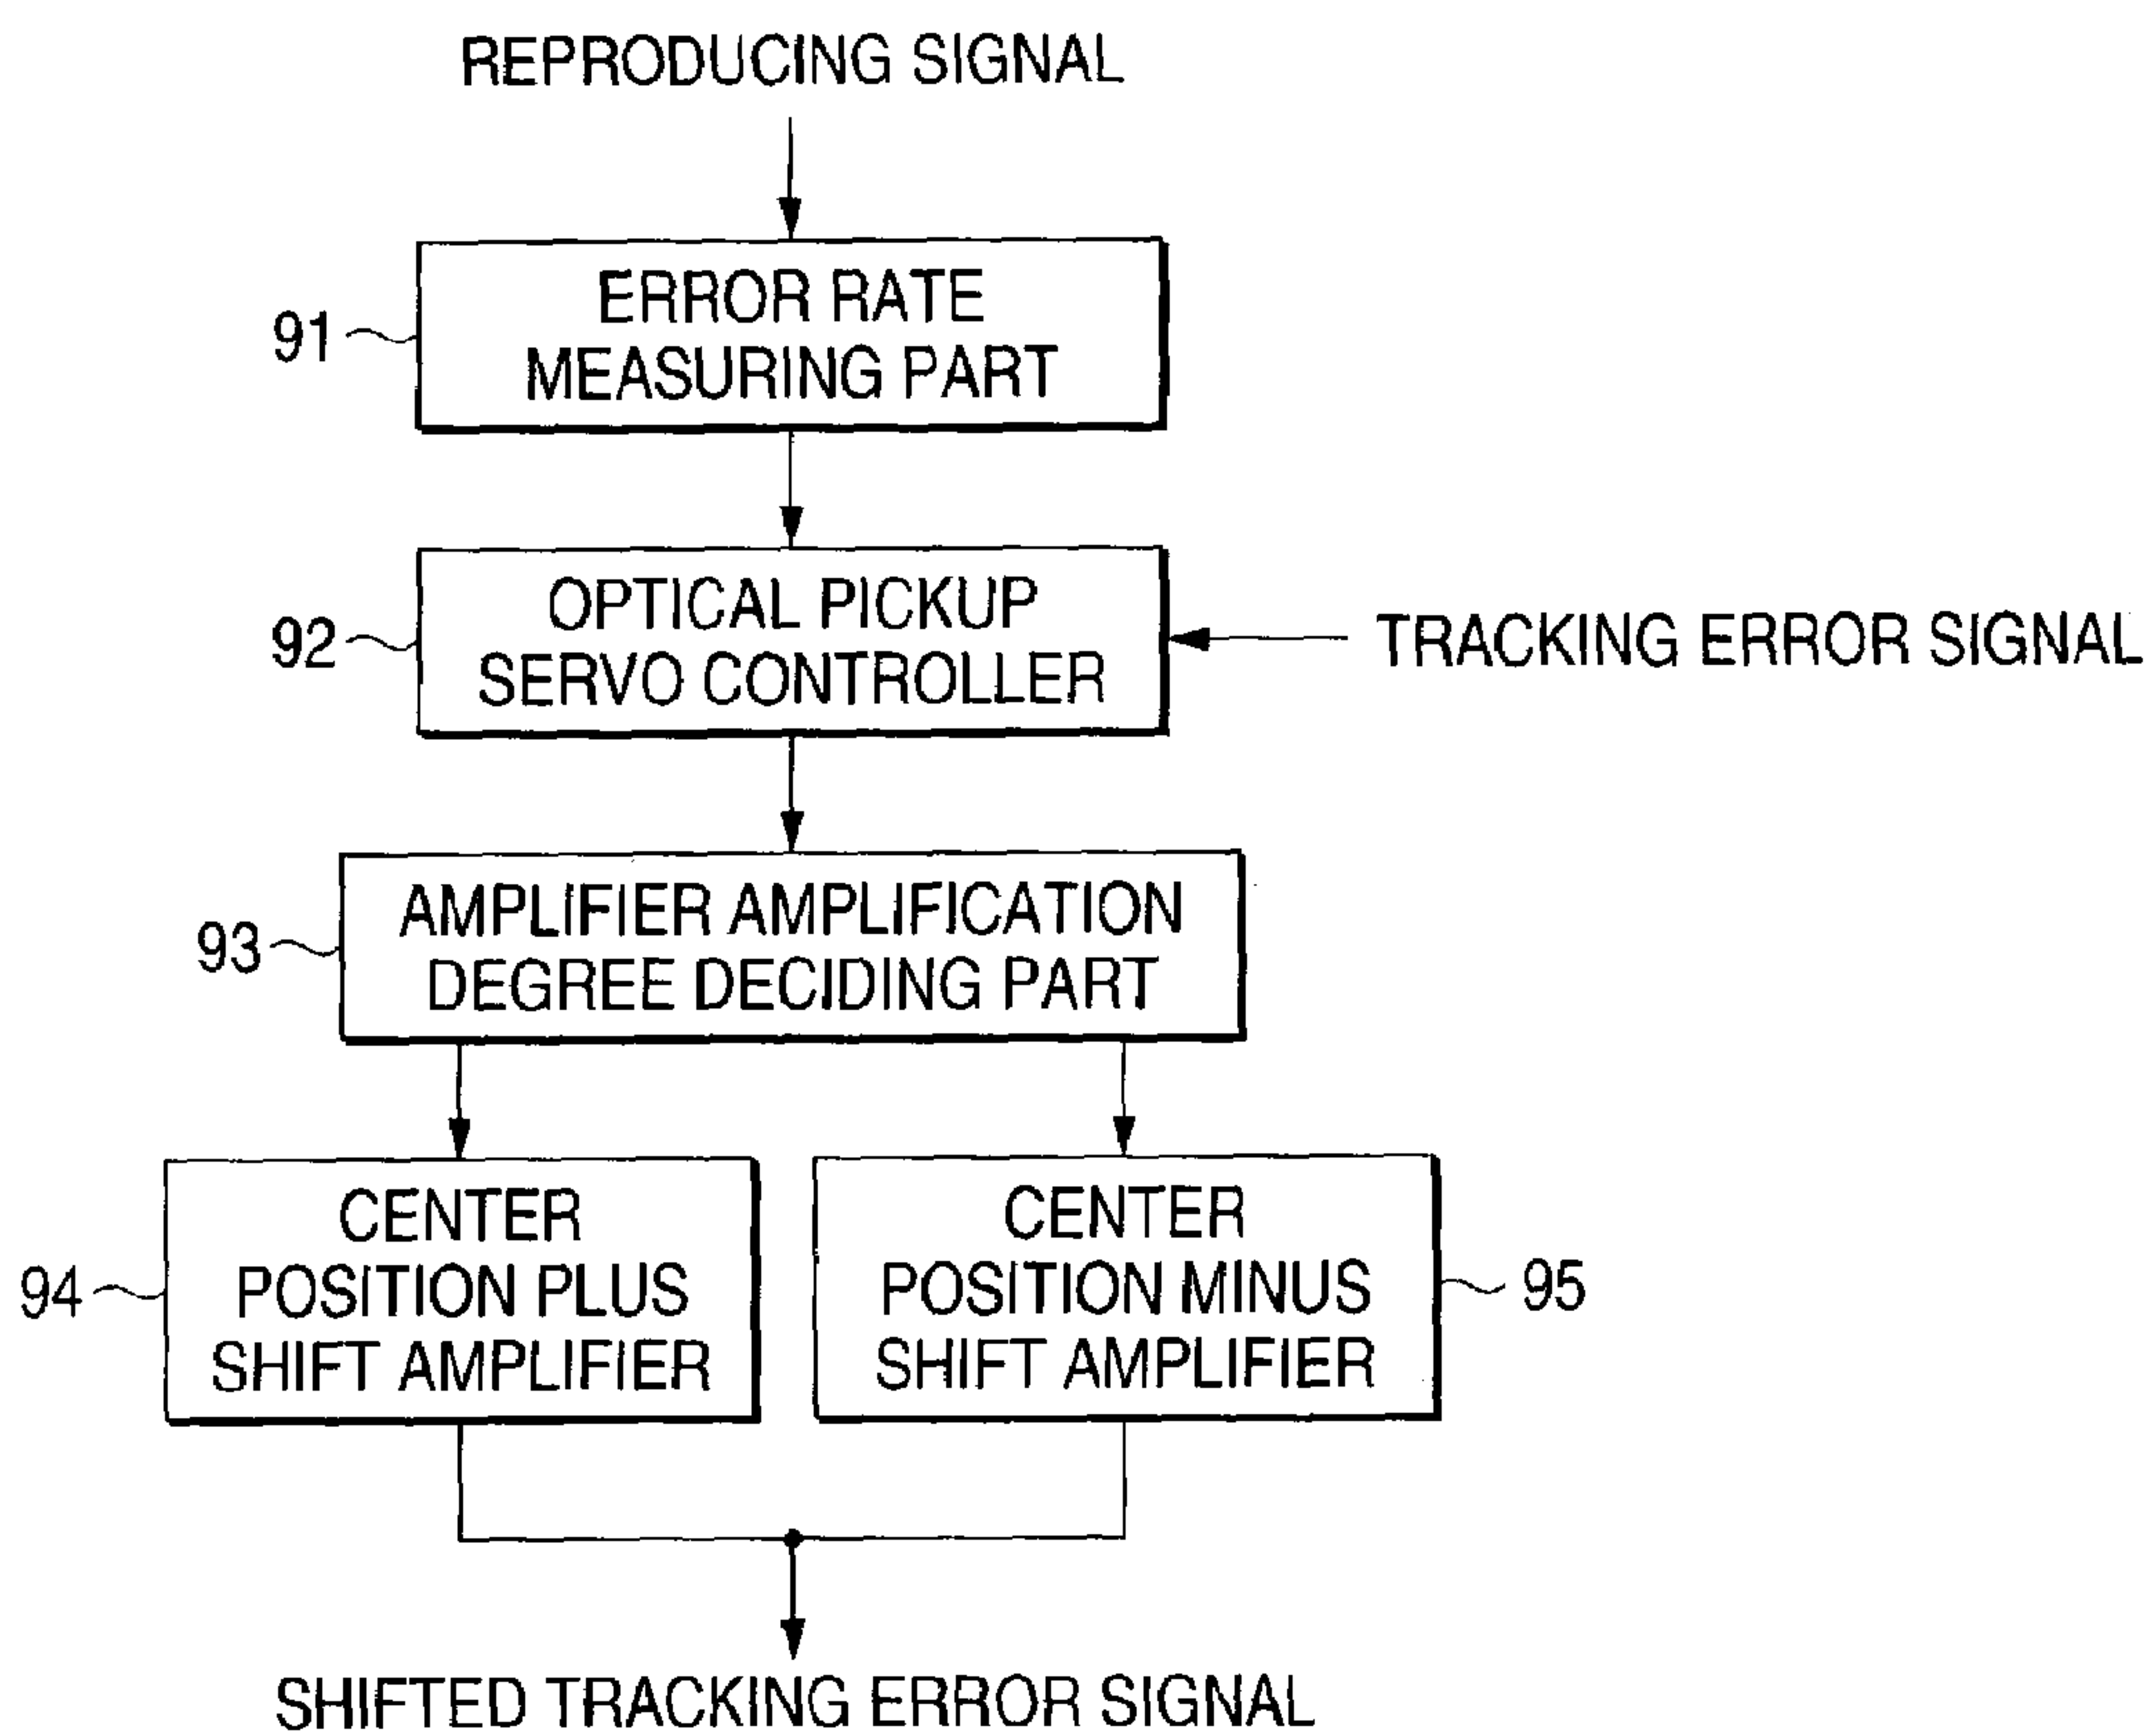 REPRODUCING SIGNAL
91
ERROR RATE
MEASURING PART
92
OPTICAL PICKUP
SERVO CONTROLLER
TRACKING ERROR SIGNAL
93
AMPLIFIER AMPLIFICATION
DEGREE DECIDING PART
94
CENTER
POSITION PLUS
SHIFT AMPLIFIER
CENTER
POSITION MINUS
SHIFT AMPLIFIER
95
SHIFTED TRACKING ERROR SIGNAL